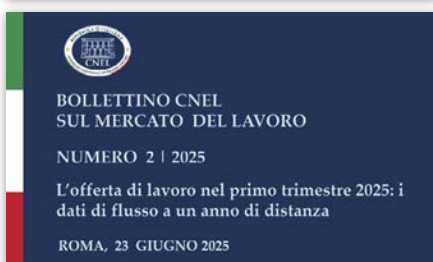 CNEL
BOLLETTINO CNEL
SUL MERCATO DEL LAVORO
NUMERO 2 | 2025
L'offerta di lavoro nel primo trimestre 2025: i
dati di flusso a un anno di distanza
ROMA, 23 GIUGNO 2025